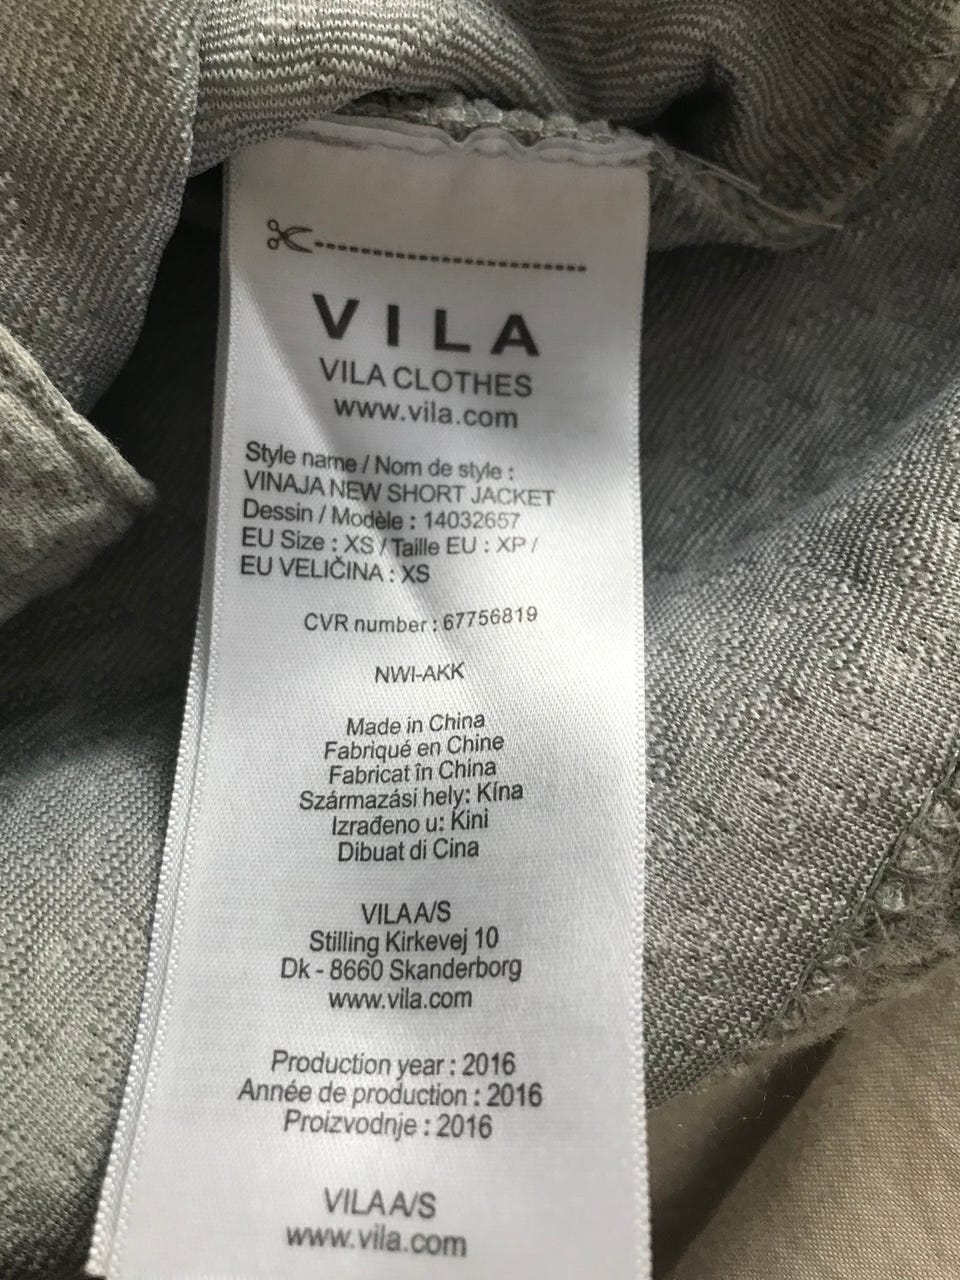 VILA
VILA CLOTHES
www.vila.com
Style name / Nom de style :
VINAJA NEW SHORT JACKET
Dessin / Modèle : 14032657
EU Size : XS / Taille EU : XP /
EU VELIČINA : XS
CVR number : 67756819
NWI-AKK
Made in China
Fabriqué en Chine
Fabricat în China
Származási hely: Kína
Izrađeno u: Kini
Dibuat di Cina
VILA A/S
Stilling Kirkevej 10
Dk - 8660 Skanderborg
www.vila.com
Production year : 2016
Année de production : 2016
Proizvodnje : 2016
VILA A/S
www.vila.com